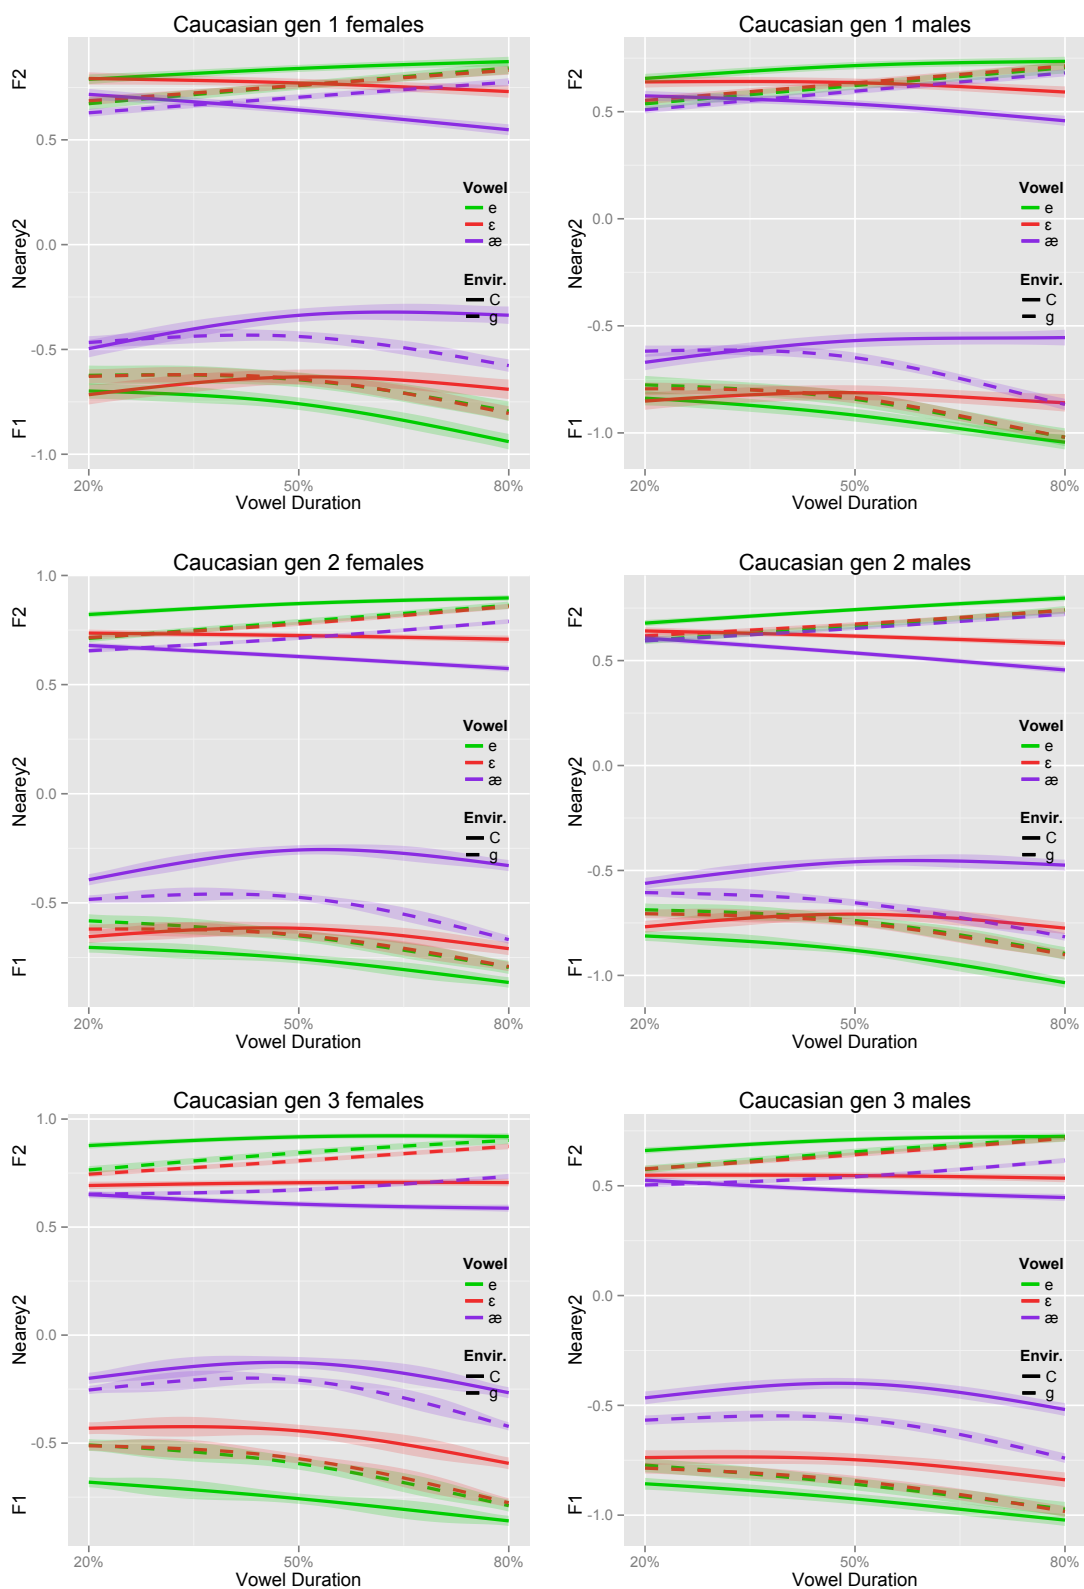 Caucasian gen 1 females
F2
Nearey2
F1
0.5
0.0
-0.5
-1.0
Vowel
e
ε
æ
Envir.
C
g
20%
50%
80%
Vowel Duration
Caucasian gen 1 males
F2
Nearey2
F1
0.5
0.0
-0.5
-1.0
Vowel
e
ε
æ
Envir.
C
g
20%
50%
80%
Vowel Duration
Caucasian gen 2 females
F2
Nearey2
F1
1.0
0.5
0.0
-0.5
Vowel
e
ε
æ
Envir.
C
g
20%
50%
80%
Vowel Duration
Caucasian gen 2 males
F2
Nearey2
F1
0.5
0.0
-0.5
-1.0
Vowel
e
ε
æ
Envir.
C
g
20%
50%
80%
Vowel Duration
Caucasian gen 3 females
F2
Nearey2
F1
1.0
0.5
0.0
-0.5
Vowel
e
ε
æ
Envir.
C
g
20%
50%
80%
Vowel Duration
Caucasian gen 3 males
F2
Nearey2
F1
0.5
0.0
-0.5
-1.0
Vowel
e
ε
æ
Envir.
C
g
20%
50%
80%
Vowel Duration